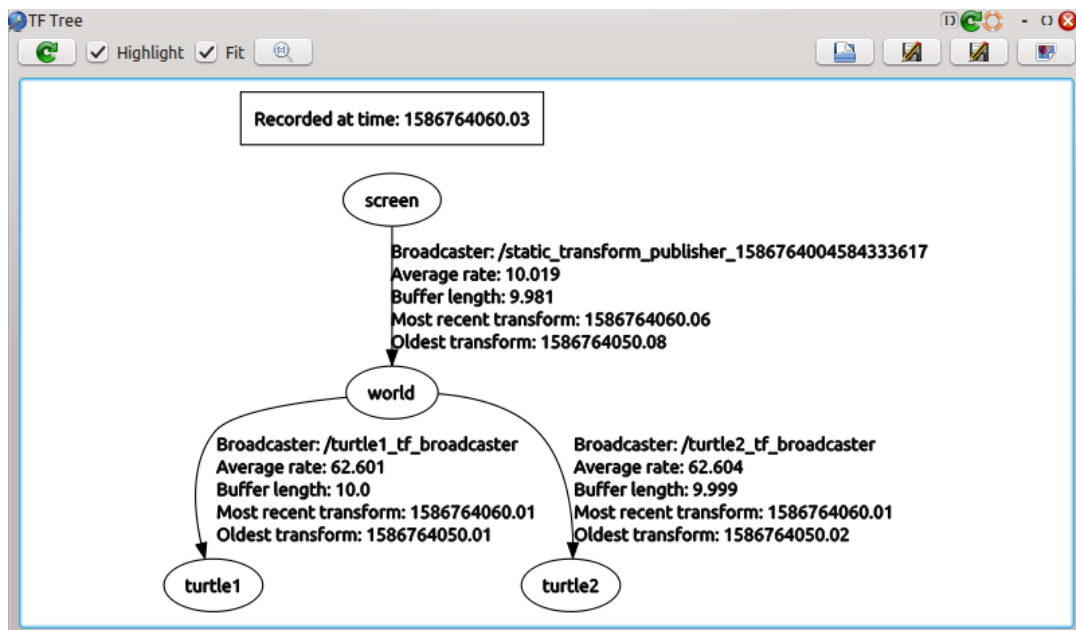 TF Tree
Highlight
Fit
Recorded at time: 1586764060.03
screen
Broadcaster: /static_transform_publisher_1586764004584333617
Average rate: 10.019
Buffer length: 9.981
Most recent transform: 1586764060.06
Oldest transform: 1586764050.08
world
Broadcaster: /turtle1_tf_broadcaster
Average rate: 62.601
Buffer length: 10.0
Most recent transform: 1586764060.01
Oldest transform: 1586764050.01
Broadcaster: /turtle2_tf_broadcaster
Average rate: 62.604
Buffer length: 9.999
Most recent transform: 1586764060.01
Oldest transform: 1586764050.02
turtle1
turtle2